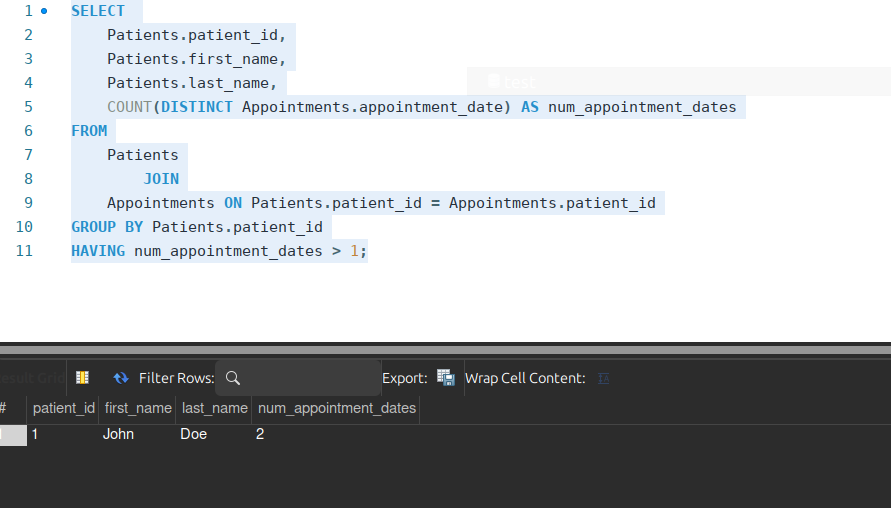 1 SELECT
2 Patients.patient_id,
3 Patients.first_name,
4 Patients.last_name,
test
5 COUNT(DISTINCT Appointments.appointment_date) AS num_appointment_dates
6 FROM
7 Patients
8 JOIN
9 Appointments ON Patients.patient_id = Appointments.patient_id
10 GROUP BY Patients.patient_id
11 HAVING num_appointment_dates > 1;
esult Grid Filter Rows: Export: Wrap Cell Content:
# patient_id first_name last_name num_appointment_dates
1 John Doe 2